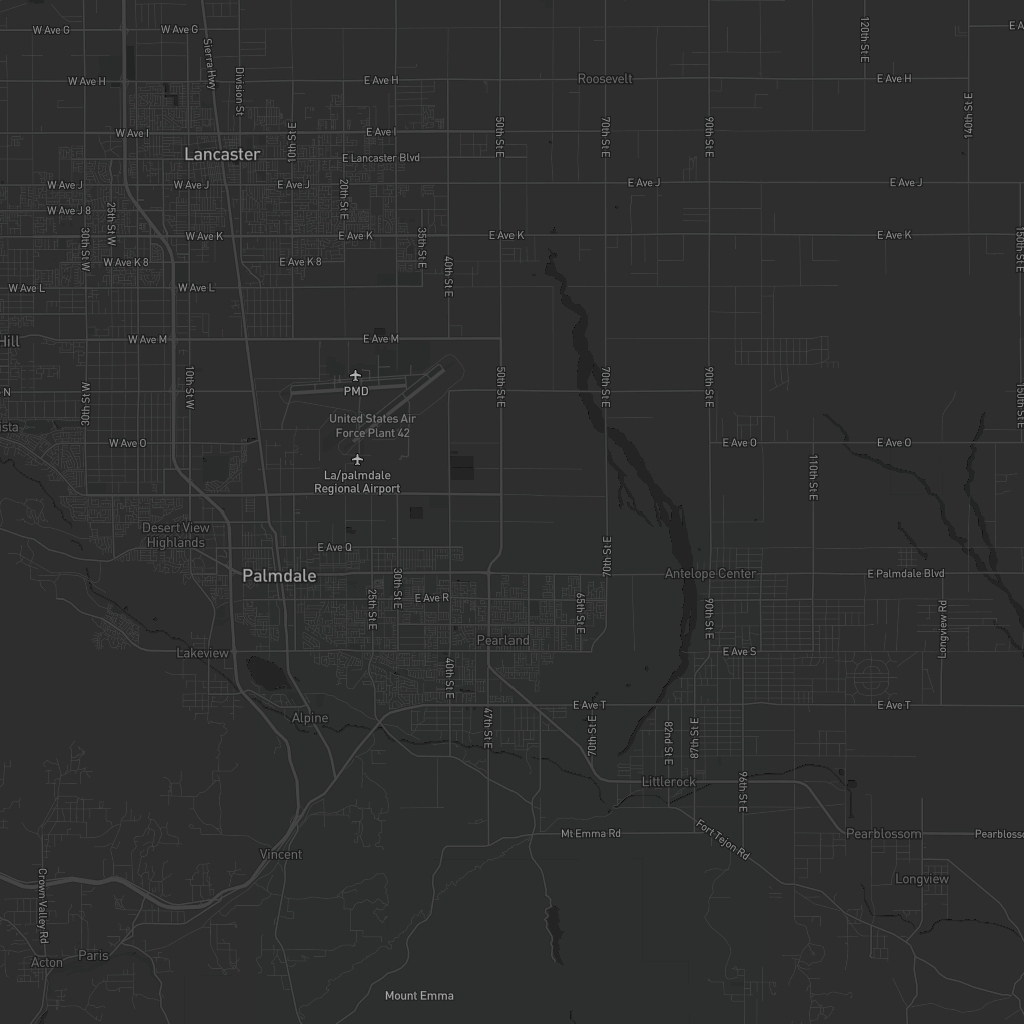 W Ave G
W Ave G
Sierra Hwy
120th St E
E A
W Ave H
Division St
E Ave H
Roosevelt
E Ave H
140th St E
W Ave I
10th St E
E Ave I
50th St E
70th St E
90th St E
Lancaster
E Lancaster Blvd
W Ave J
W Ave J
E Ave J
20th St E
E Ave J
E Ave J
W Ave J 8
25th St W
30th St W
W Ave K
E Ave K
35th St E
E Ave K
E Ave K
150th St E
W Ave K 8
E Ave K 8
40th St E
W Ave L
W Ave L
Hill
W Ave M
E Ave M
N
30th St W
10th St W
PMD
50th St E
70th St E
90th St E
150th St E
United States Air
Force Plant 42
ista
W Ave O
E Ave O
E Ave O
La/palmdale
Regional Airport
110th St E
Desert View
Highlands
E Ave Q
70th St E
Palmdale
30th St E
Antelope Center
E Palmdale Blvd
25th St E
E Ave R
65th St E
90th St E
Longview Rd
Pearland
Lakeview
E Ave S
40th St E
Alpine
47th St E
E Ave T
70th St E
82nd St E
87th St E
E Ave T
Littlerock
96th St E
Mt Emma Rd
Fort Tejon Rd
Pearblossom
Pearblosso
Vincent
Crown Valley Rd
Longview
Paris
Acton
Mount Emma